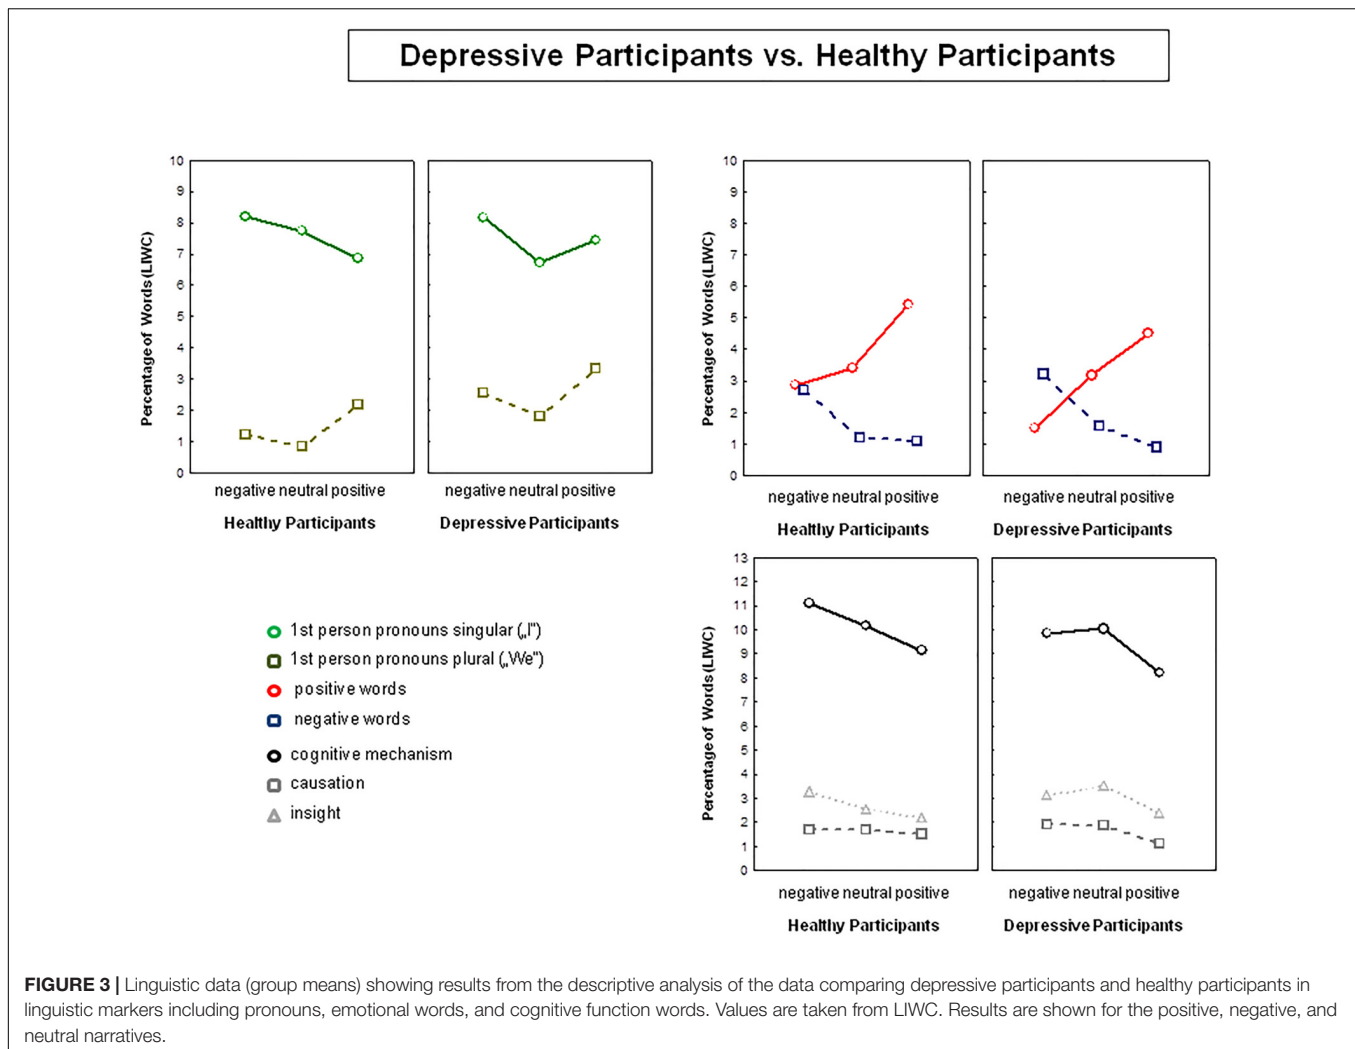 Depressive Participants vs. Healthy Participants
Percentage of Words (LIWC)
10
9
8
7
6
5
4
3
2
1
0
negative neutral positive
Healthy Participants
negative neutral positive
Depressive Participants
Percentage of Words (LIWC)
10
9
8
7
6
5
4
3
2
1
0
negative neutral positive
Healthy Participants
negative neutral positive
Depressive Participants
1st person pronouns singular („I")
1st person pronouns plural („We")
positive words
negative words
cognitive mechanism
causation
insight
Percentage of Words (LIWC)
13
12
11
10
9
8
7
6
5
4
3
2
1
0
negative neutral positive
Healthy Participants
negative neutral positive
Depressive Participants
FIGURE 3 | Linguistic data (group means) showing results from the descriptive analysis of the data comparing depressive participants and healthy participants in
linguistic markers including pronouns, emotional words, and cognitive function words. Values are taken from LIWC. Results are shown for the positive, negative, and
neutral narratives.